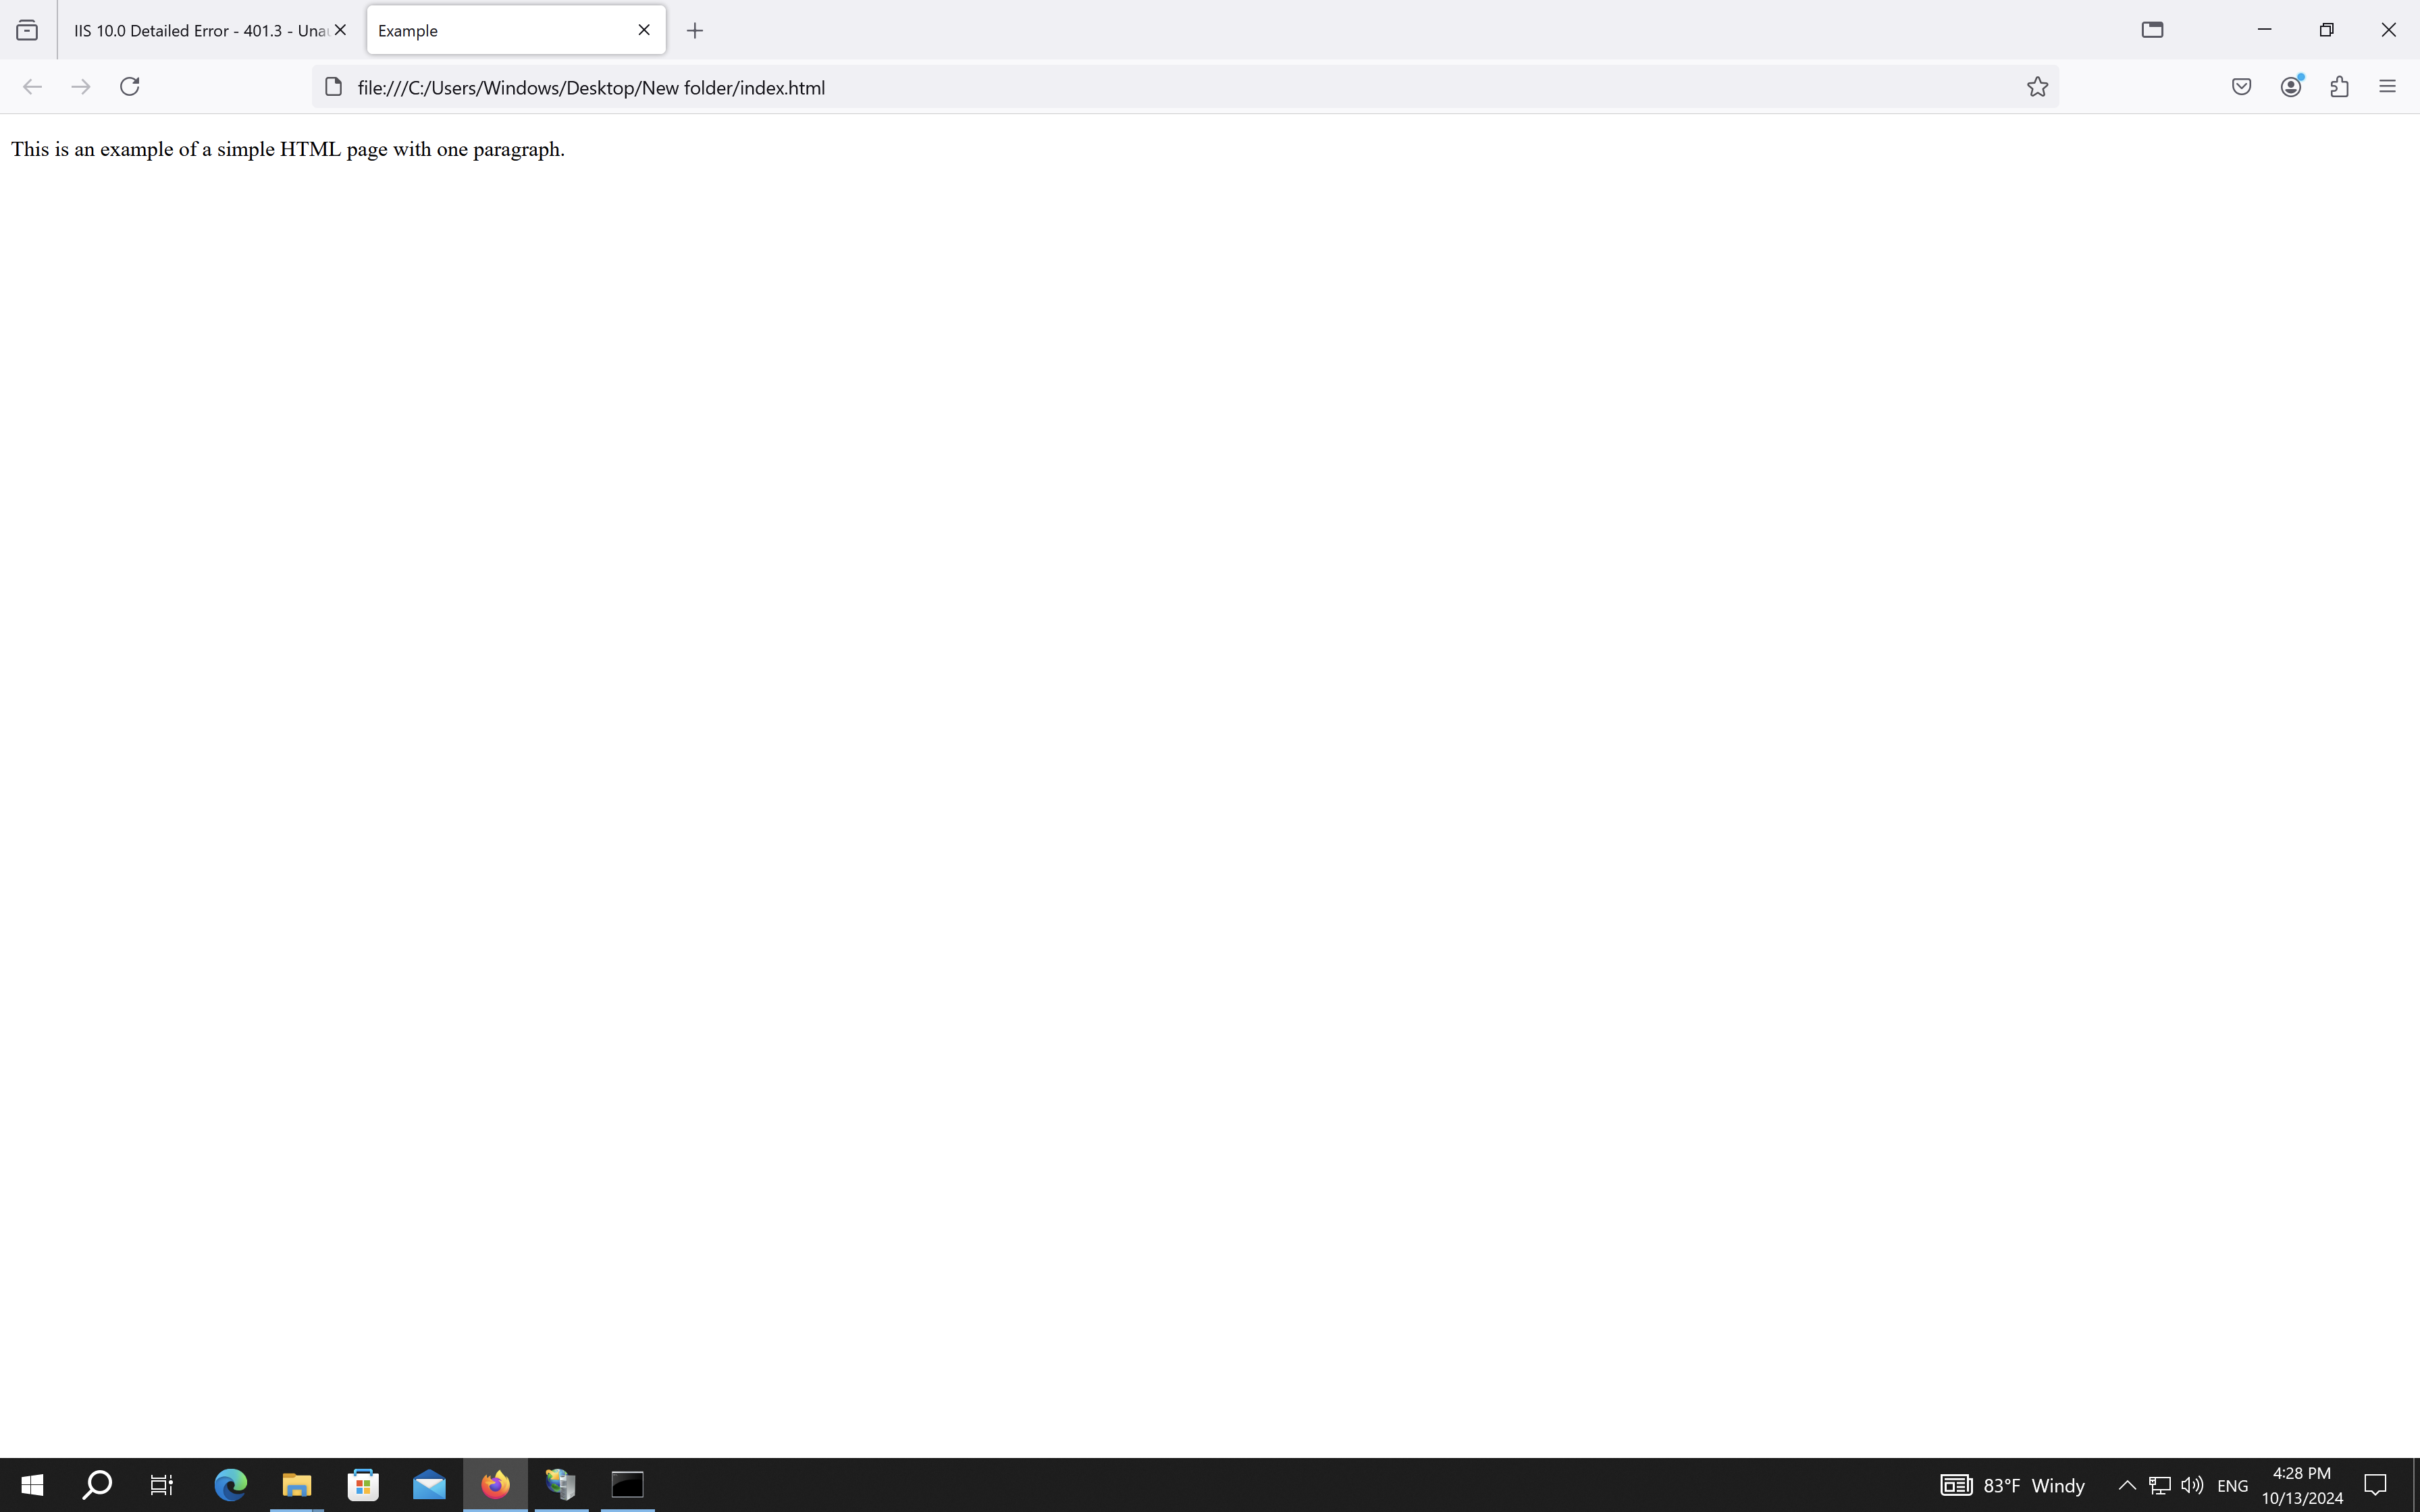 IIS 10.0 Detailed Error - 401.3 - Una
Example
file:///C:/Users/Windows/Desktop/New folder/index.html
This is an example of a simple HTML page with one paragraph.
83°F Windy
ENG
4:28 PM
10/13/2024